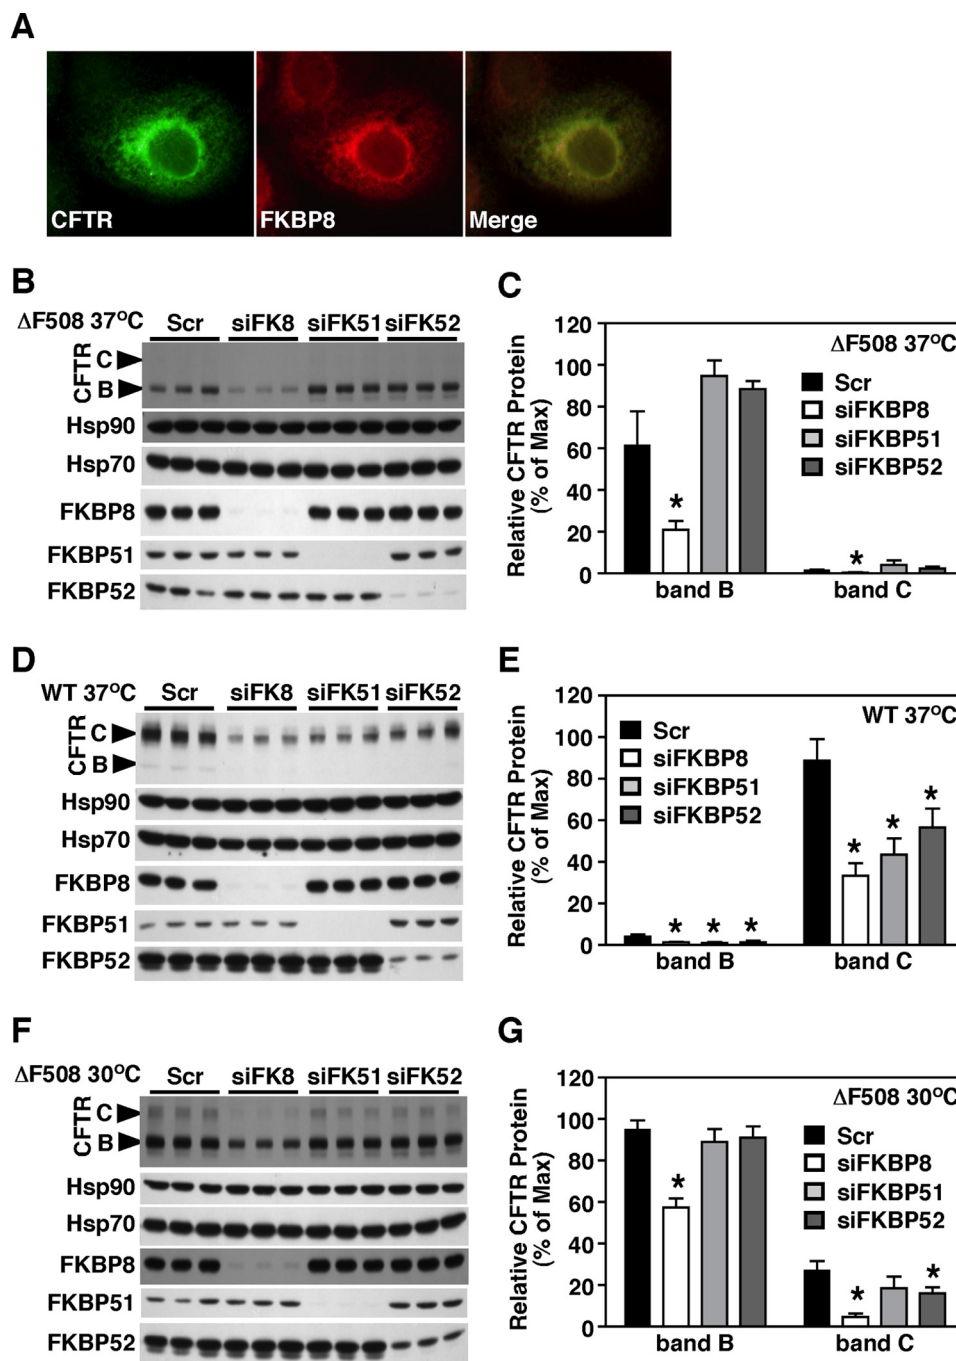 A
CFTR
FKBP8
Merge
B
ΔF508 37°C
Scr siFK8 siFK51 siFK52
CFTR
C
B
Hsp90
Hsp70
FKBP8
FKBP51
FKBP52
C
ΔF508 37°C
Relative CFTR Protein
(% of Max)
120
100
80
60
40
20
0
Scr
siFKBP8
siFKBP51
siFKBP52
*
*
band B
band C
D
WT 37°C
Scr siFK8 siFK51 siFK52
CFTR
C
B
Hsp90
Hsp70
FKBP8
FKBP51
FKBP52
E
WT 37°C
Relative CFTR Protein
(% of Max)
120
100
80
60
40
20
0
Scr
siFKBP8
siFKBP51
siFKBP52
* * *
* * *
band B
band C
F
ΔF508 30°C
Scr siFK8 siFK51 siFK52
CFTR
C
B
Hsp90
Hsp70
FKBP8
FKBP51
FKBP52
G
ΔF508 30°C
Relative CFTR Protein
(% of Max)
120
100
80
60
40
20
0
Scr
siFKBP8
siFKBP51
siFKBP52
*
* *
band B
band C